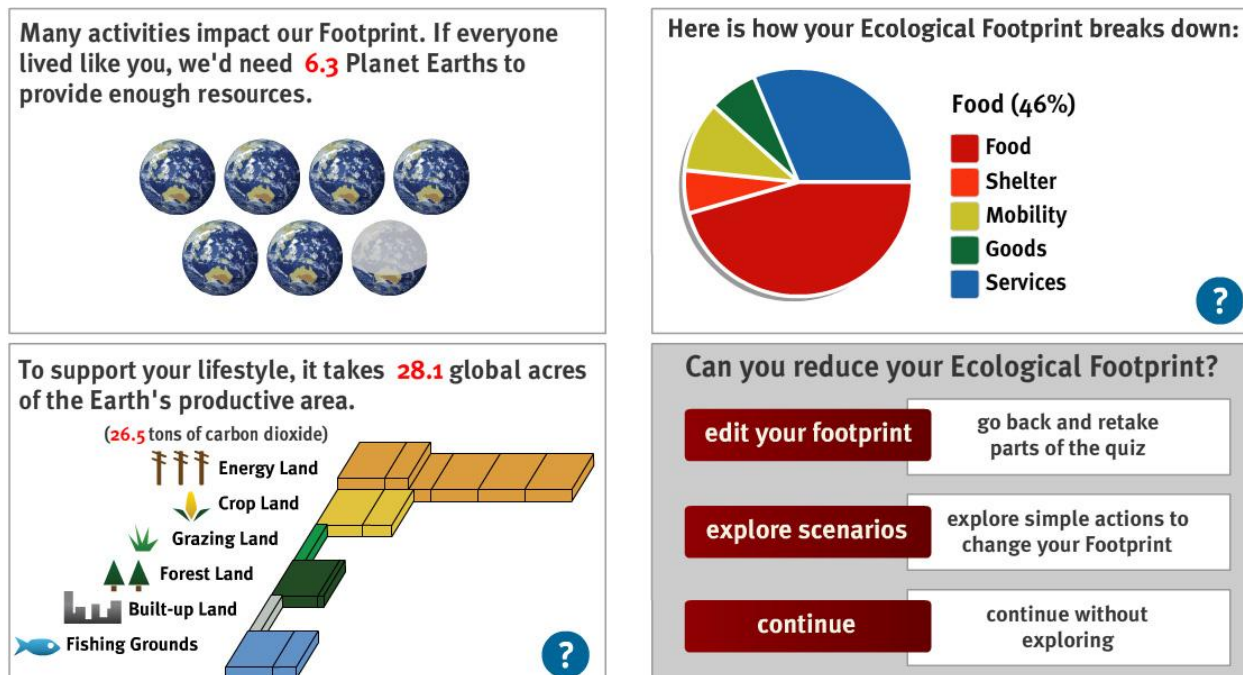 Many activities impact our Footprint. If everyone
lived like you, we'd need 6.3 Planet Earths to
provide enough resources.
Here is how your Ecological Footprint breaks down:
Food (46%)
Food
Shelter
Mobility
Goods
Services
?
To support your lifestyle, it takes 28.1 global acres
of the Earth's productive area.
(26.5 tons of carbon dioxide)
Energy Land
Crop Land
Grazing Land
Forest Land
Built-up Land
Fishing Grounds
?
Can you reduce your Ecological Footprint?
edit your footprint
go back and retake
parts of the quiz
explore scenarios
explore simple actions to
change your Footprint
continue
continue without
exploring